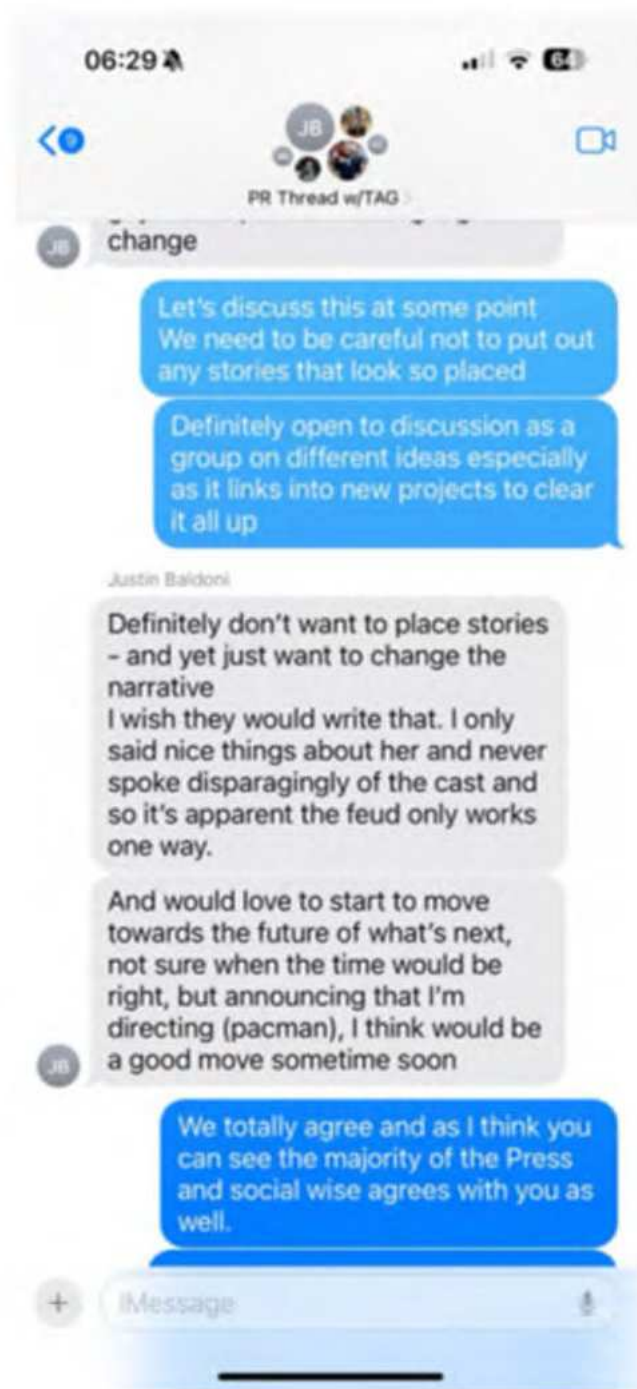 06:29
64
9
JB
PR Thread w/TAG
JB
change
Let's discuss this at some point
We need to be careful not to put out
any stories that look so placed
Definitely open to discussion as a
group on different ideas especially
as it links into new projects to clear
it all up
Justin Baldoni
Definitely don't want to place stories
- and yet just want to change the
narrative
I wish they would write that. I only
said nice things about her and never
spoke disparagingly of the cast and
so it's apparent the feud only works
one way.
And would love to start to move
towards the future of what's next,
not sure when the time would be
right, but announcing that I'm
directing (pacman), I think would be
a good move sometime soon
JB
We totally agree and as I think you
can see the majority of the Press
and social wise agrees with you as
well.
iMessage